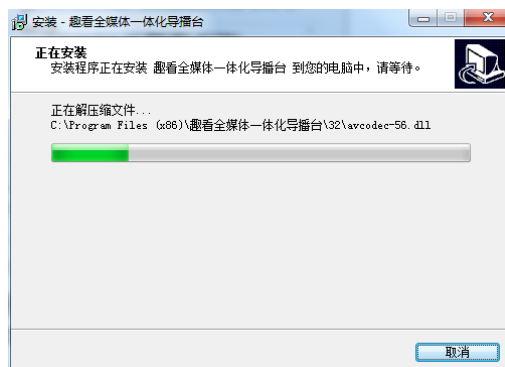 安装 - 趣看全媒体一体化导播台
正在安装
安装程序正在安装 趣看全媒体一体化导播台 到您的电脑中，请等待。
正在解压缩文件...
C:\Program Files (x86)\趣看全媒体一体化导播台\32\avcodec-56.dll
取消